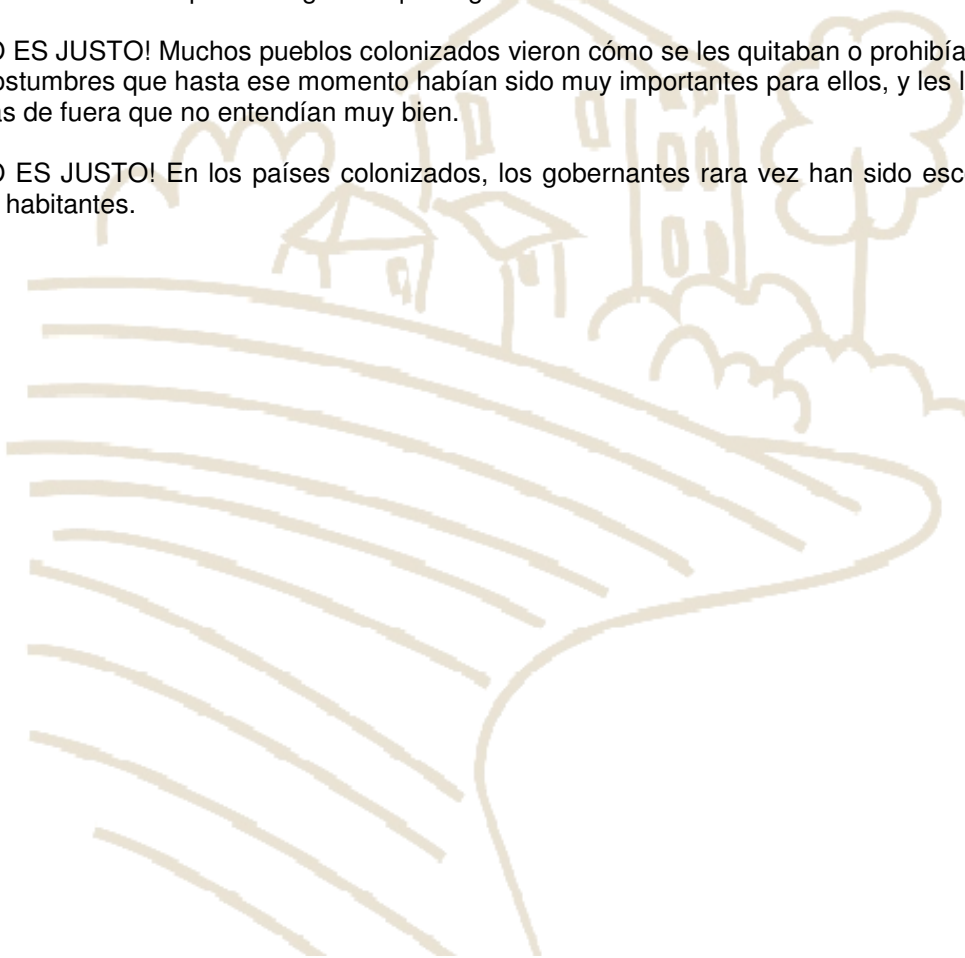 O ES JUSTO! Muchos pueblos colonizados vieron cómo se les quitaban o prohibía
ostumbres que hasta ese momento habían sido muy importantes para ellos, y les l
as de fuera que no entendían muy bien.
O ES JUSTO! En los países colonizados, los gobernantes rara vez han sido esc
habitantes.